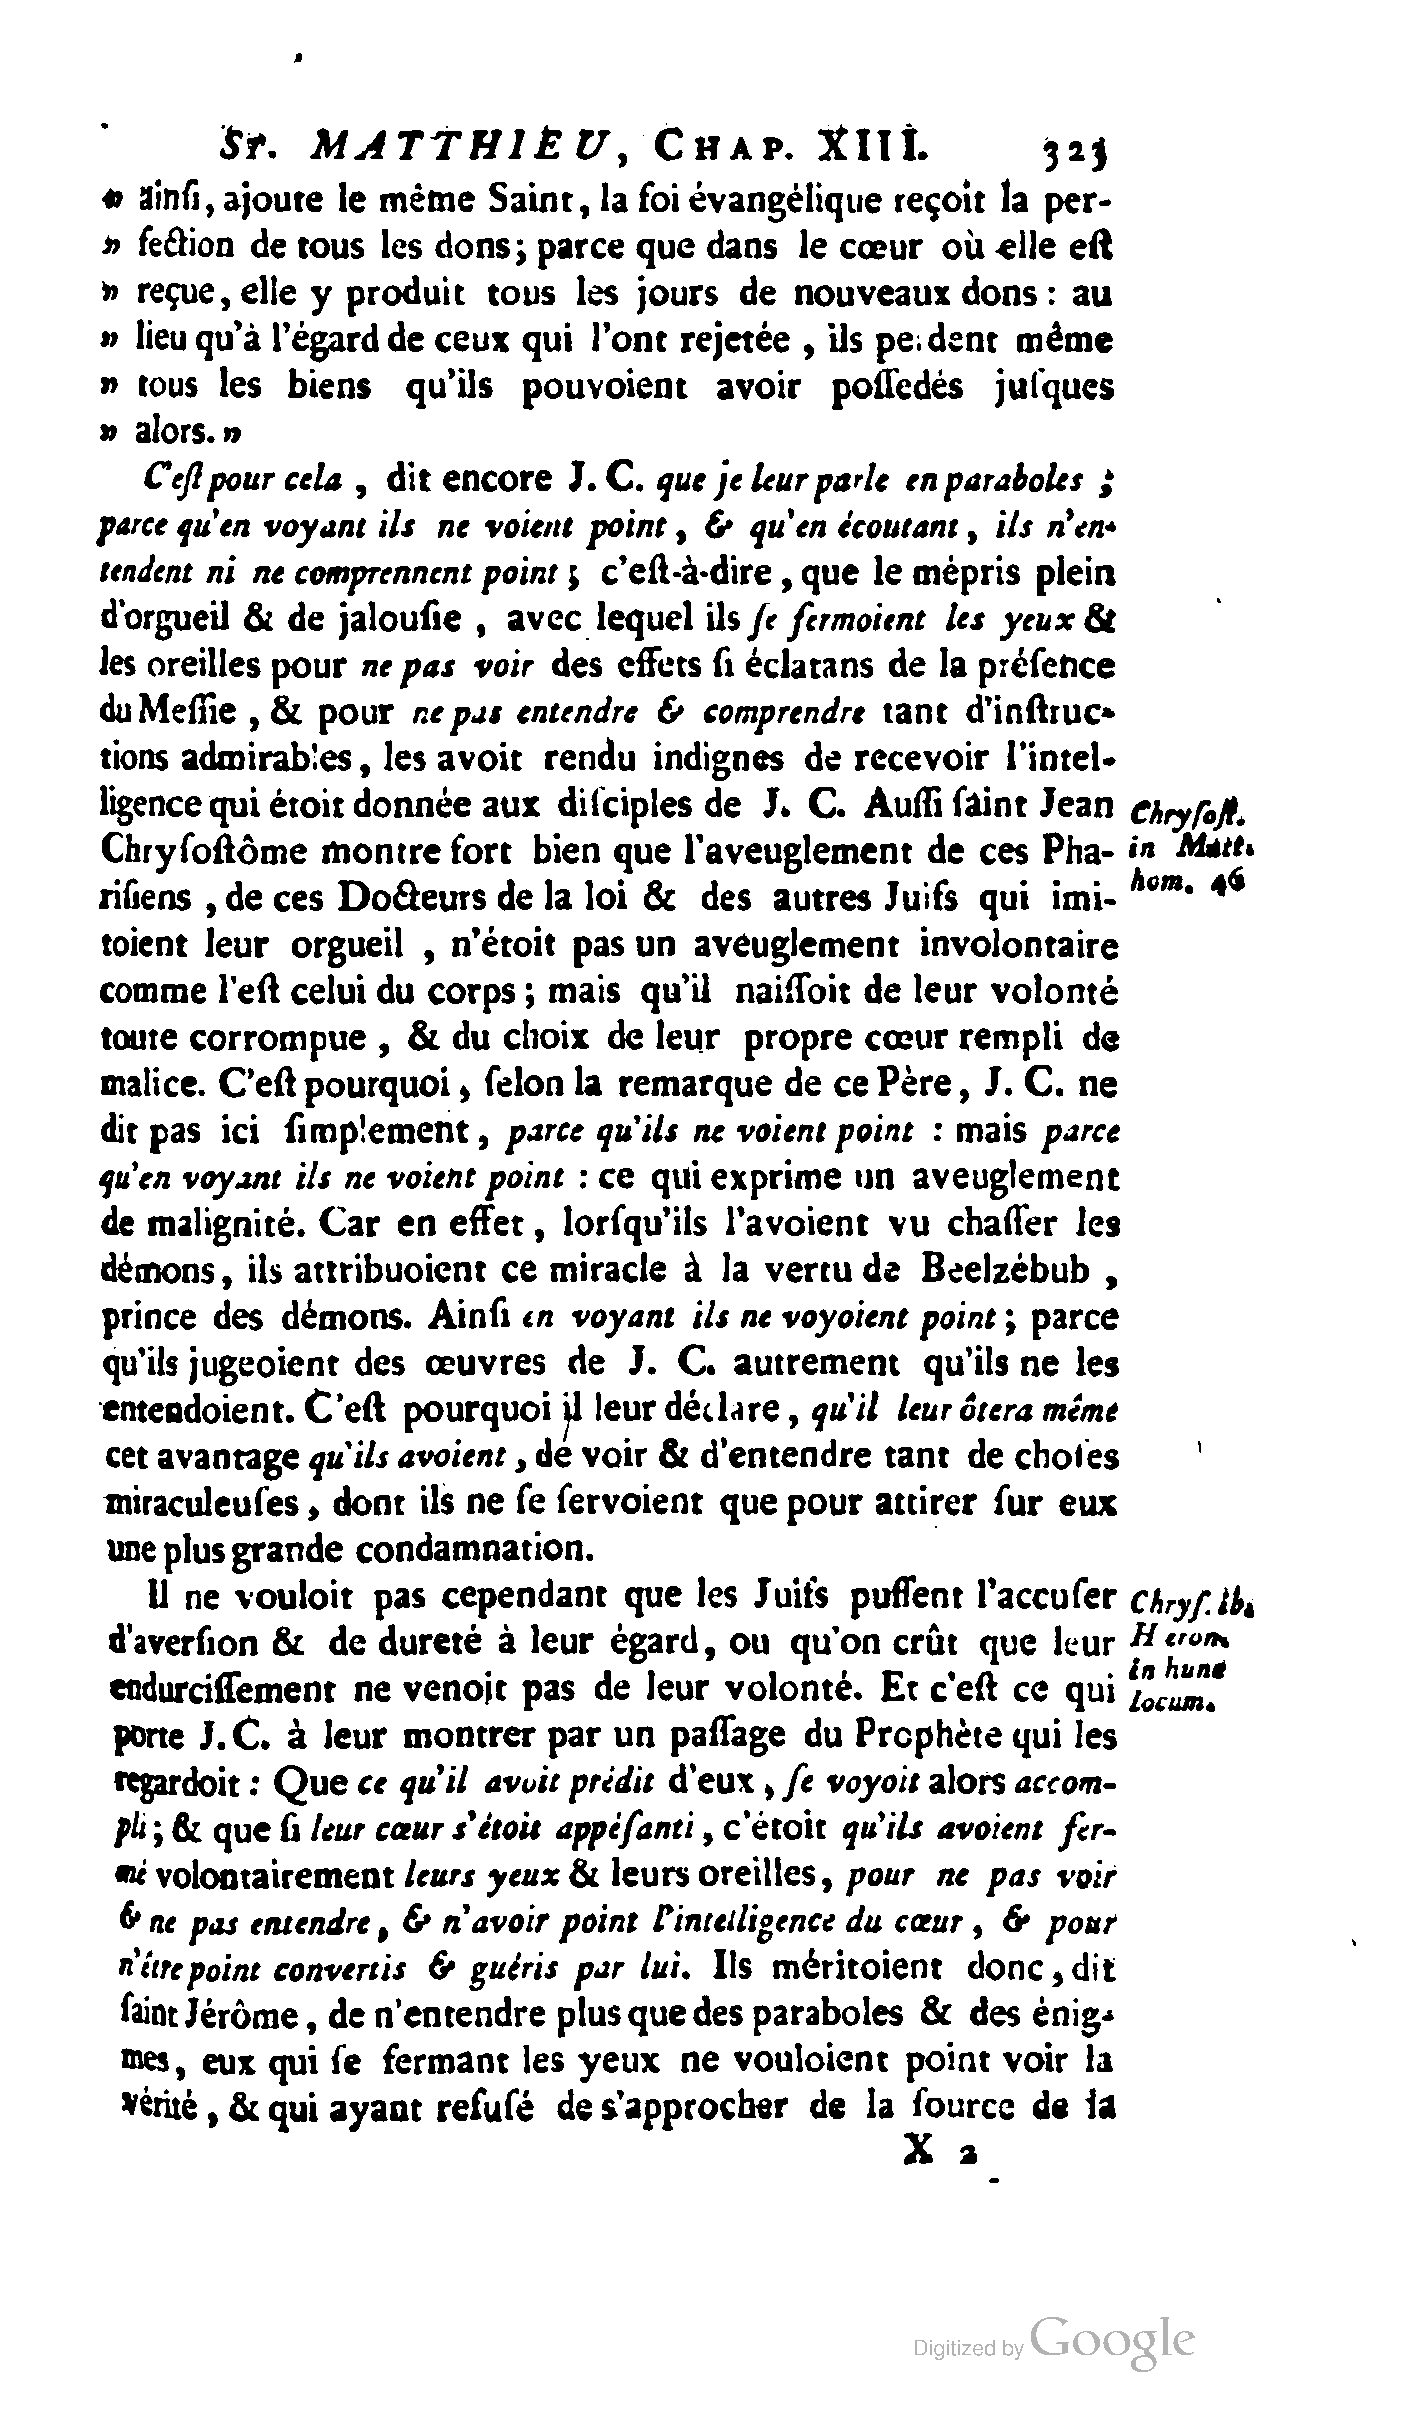 St. MATTHIEU, CHAP. XIII. 323
» ainſi, ajoute le même Saint, la foi évangélique reçoit la per-
» fection de tous les dons; parce que dans le cœur où elle eſt
» reçue, elle y produit tous les jours de nouveaux dons : au
» lieu qu'à l'égard de ceux qui l'ont rejetée , ils perdent même
» tous les biens qu'ils pouvoient avoir poſſedés juſques
» alors. »
C'eſt pour cela , dit encore J. C. que je leur parle en paraboles ;
parce qu'en voyant ils ne voient point , & qu'en écoutant , ils n'en-
tendent ni ne comprennent point ; c'eſt-à-dire , que le mépris plein
d'orgueil & de jalouſie , avec lequel ils ſe fermoient les yeux &
les oreilles pour ne pas voir des effets ſi éclatans de la préſence
du Meſſie , & pour ne pas entendre & comprendre tant d'inſtruc-
tions admirables, les avoit rendu indignes de recevoir l'intel-
ligence qui étoit donnée aux diſciples de J. C. Auſſi ſaint Jean
Chryſoſtôme montre fort bien que l'aveuglement de ces Pha-
riſiens , de ces Docteurs de la loi & des autres Juifs qui imi-
toient leur orgueil , n'étoit pas un aveuglement involontaire
comme l'eſt celui du corps ; mais qu'il naiſſoit de leur volonté
toute corrompue , & du choix de leur propre cœur rempli de
malice. C'eſt pourquoi , ſelon la remarque de ce Père, J. C. ne
dit pas ici ſimplement, parce qu'ils ne voient point : mais parce
qu'en voyant ils ne voient point : ce qui exprime un aveuglement
de malignité. Car en effet , lorſqu'ils l'avoient vu chaſſer les
démons, ils attribuoient ce miracle à la vertu de Beelzébub ,
prince des démons. Ainſi en voyant ils ne voyoient point ; parce
qu'ils jugeoient des œuvres de J. C. autrement qu'ils ne les
entendoient. C'eſt pourquoi il leur déclare , qu'il leur ôtera même
cet avantage qu'ils avoient , de voir & d'entendre tant de choſes
miraculeuſes , dont ils ne ſe ſervoient que pour attirer ſur eux
une plus grande condamnation.
Il ne vouloit pas cependant que les Juifs puſſent l'accuſer
d'averſion & de dureté à leur égard, ou qu'on crût que leur
endurciſſement ne venoit pas de leur volonté. Et c'eſt ce qui
porte J. C. à leur montrer par un paſſage du Prophète qui les
regardoit : Que ce qu'il avoit prédit d'eux , ſe voyoit alors accom-
pli ; & que ſi leur cœur s'étoit appéſanti , c'étoit qu'ils avoient fer-
mé volontairement leurs yeux & leurs oreilles, pour ne pas voir
& ne pas entendre , & n'avoir point l'intelligence du cœur , & pour
n'être point convertis & guéris par lui. Ils méritoient donc , dit
ſaint Jérôme , de n'entendre plus que des paraboles & des énig-
mes, eux qui ſe fermant les yeux ne vouloient point voir la
vérité , & qui ayant refuſé de s'approcher de la ſource de la
X 2
Chryſoſt.
in Matt.
hom. 46
Chryſ. ib.
Hierom.
in hunc
locum.
Digitized by Google